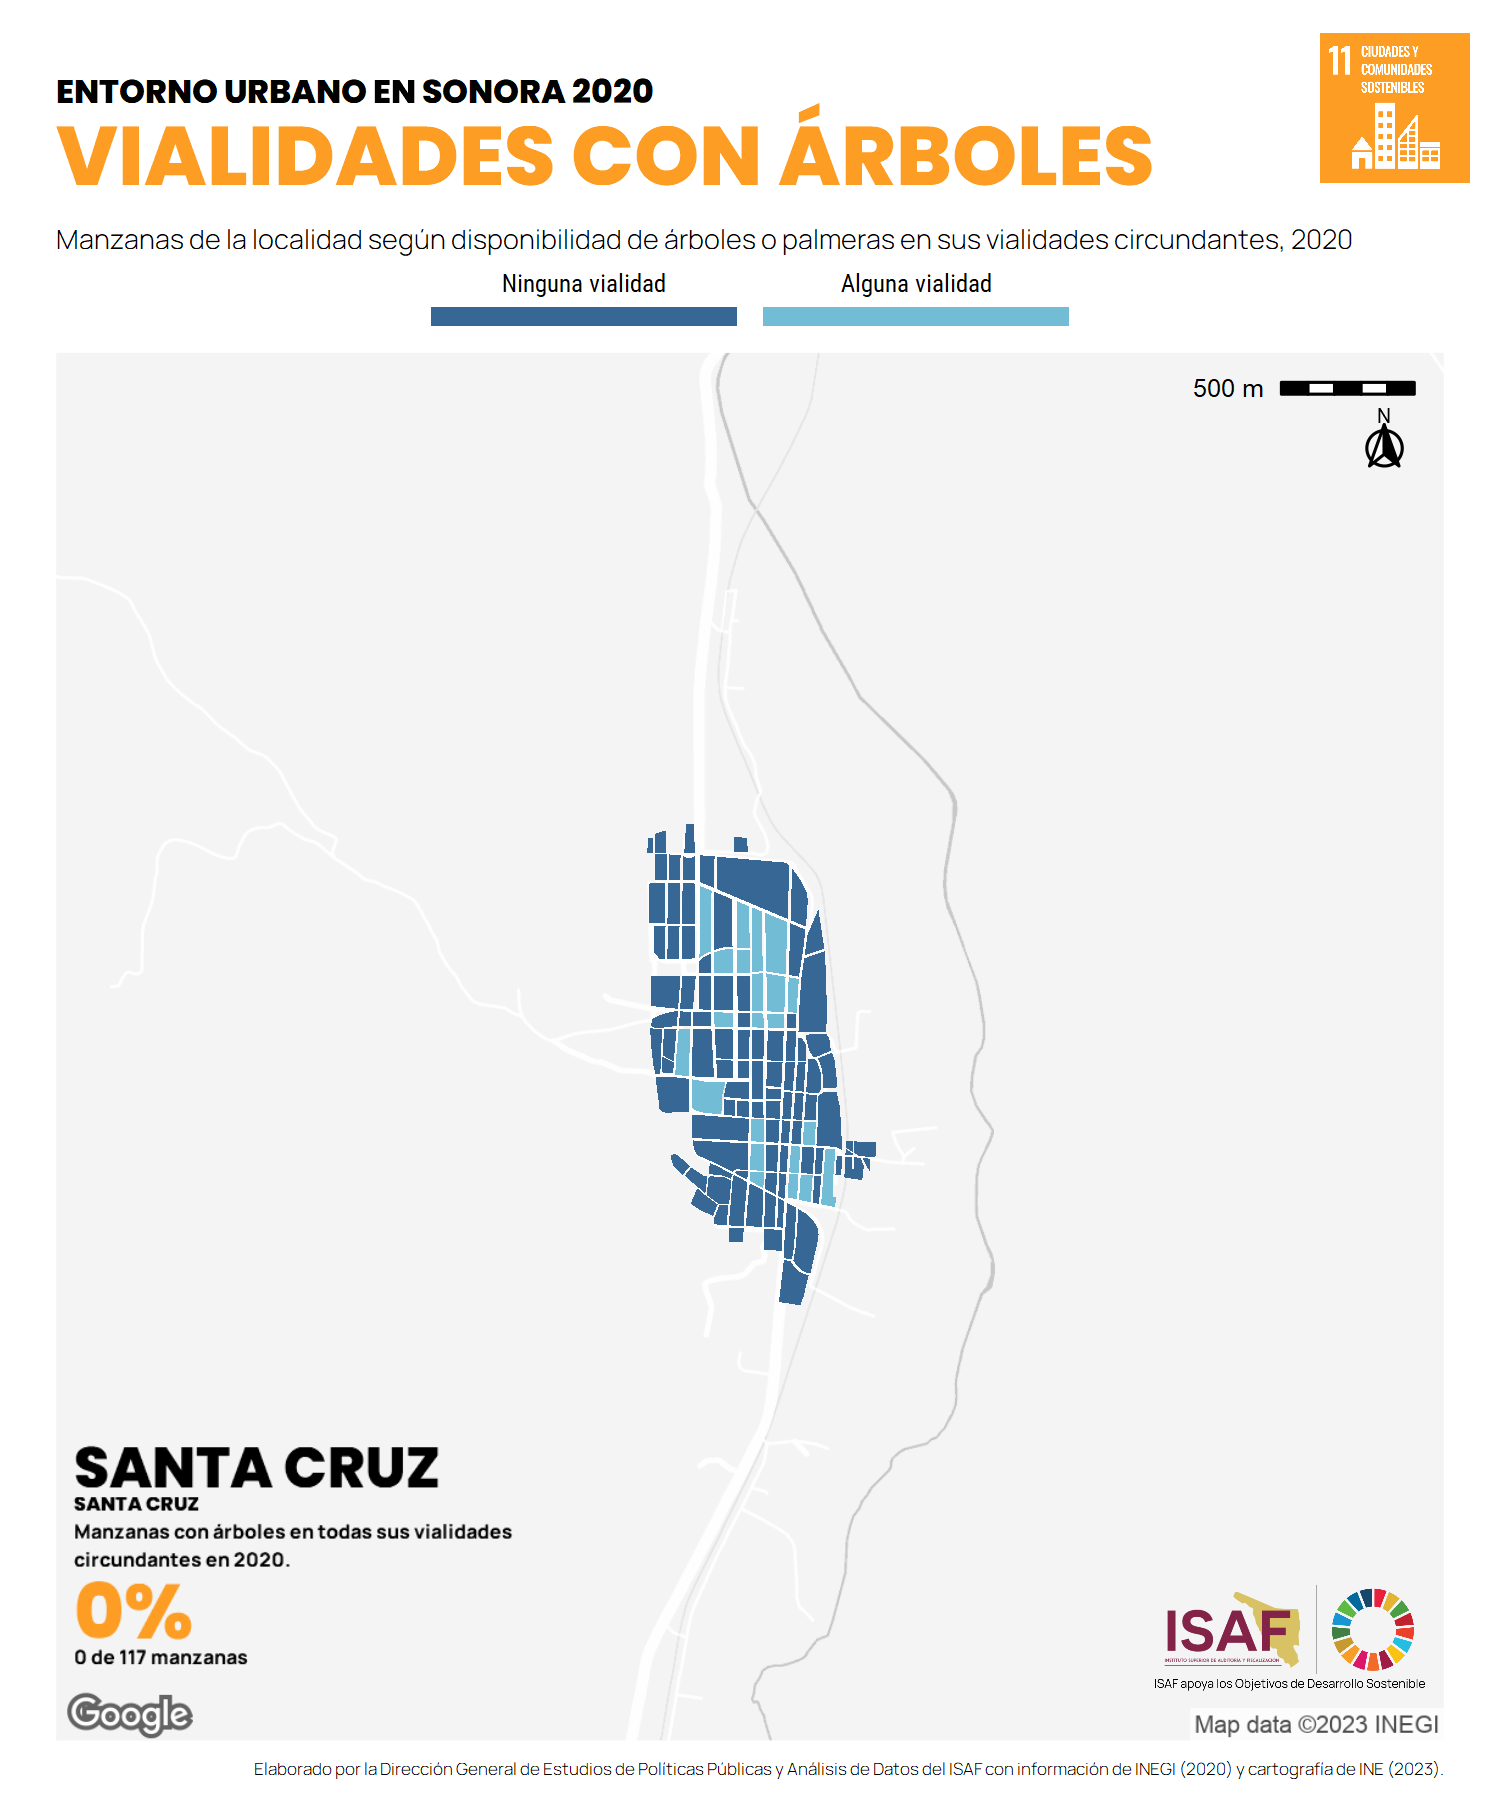 11 CIUDADES Y
COMUNIDADES
SOSTENIBLES
ENTORNO URBANO EN SONORA 2020
VIALIDADES CON ÁRBOLES
Manzanas de la localidad según disponibilidad de árboles o palmeras en sus vialidades circundantes, 2020
Ninguna vialidad Alguna vialidad
500 m
N
SANTA CRUZ
SANTA CRUZ
Manzanas con árboles en todas sus vialidades
circundantes en 2020.
0%
0 de 117 manzanas
Google
ISAF
INSTITUTO SUPERIOR DE AUDITORÍA Y FISCALIZACIÓN
ISAF apoya los Objetivos de Desarrollo Sostenible
Map data ©2023 INEGI
Elaborado por la Dirección General de Estudios de Políticas Públicas y Análisis de Datos del ISAF con información de INEGI (2020) y cartografía de INE (2023).